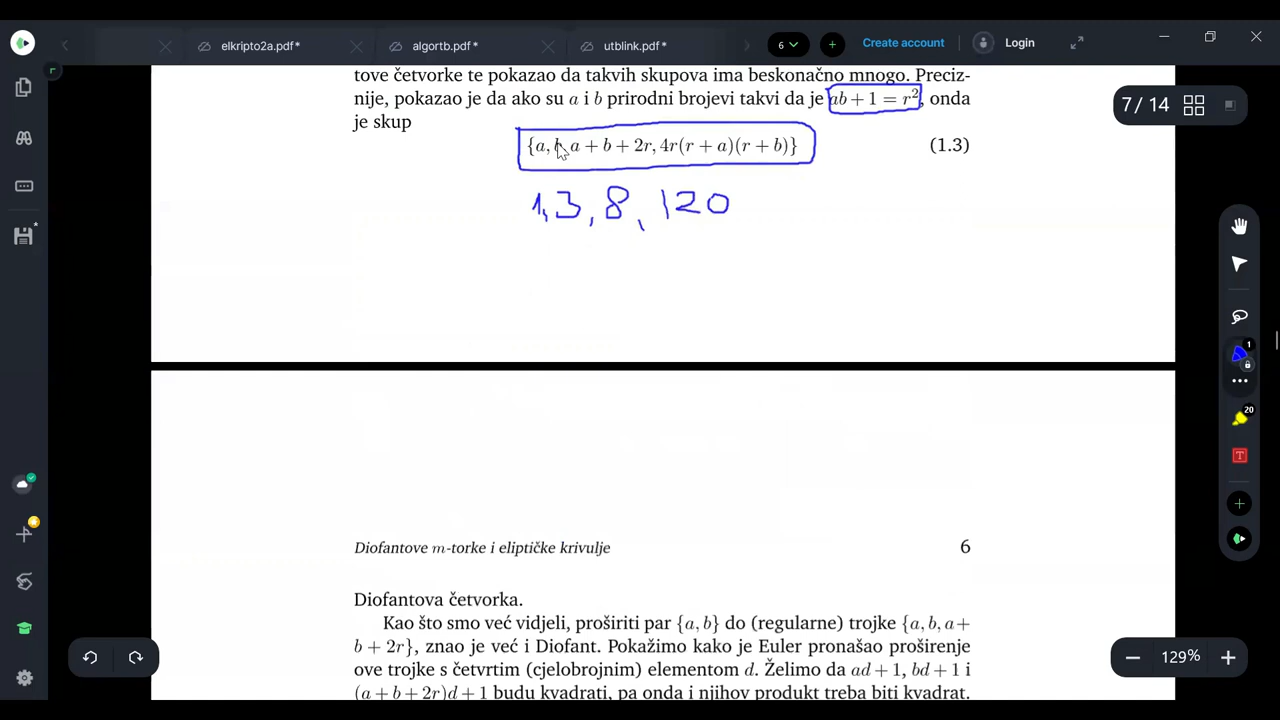 elkripto2a.pdf*
algortb.pdf*
utblink.pdf*
6
Create account
Login
tove četvorke te pokazao da takvih skupova ima beskonačno mnogo. Preciz-
nije, pokazao je da ako su a i b prirodni brojevi takvi da je ab + 1 = r², onda
je skup
{a, b, a + b + 2r, 4r(r + a)(r + b)} (1.3)
1, 3, 8, 120
7 / 14
1
20
T
Diofantove m-torke i eliptičke krivulje 6
Diofantova četvorka.
Kao što smo već vidjeli, proširiti par {a, b} do (regularne) trojke {a, b, a+
b + 2r}, znao je već i Diofant. Pokažimo kako je Euler pronašao proširenje
ove trojke s četvrtim (cjelobrojnim) elementom d. Želimo da ad + 1, bd + 1 i
(a + b + 2r)d + 1 budu kvadrati, pa onda i njihov produkt treba biti kvadrat.
129%